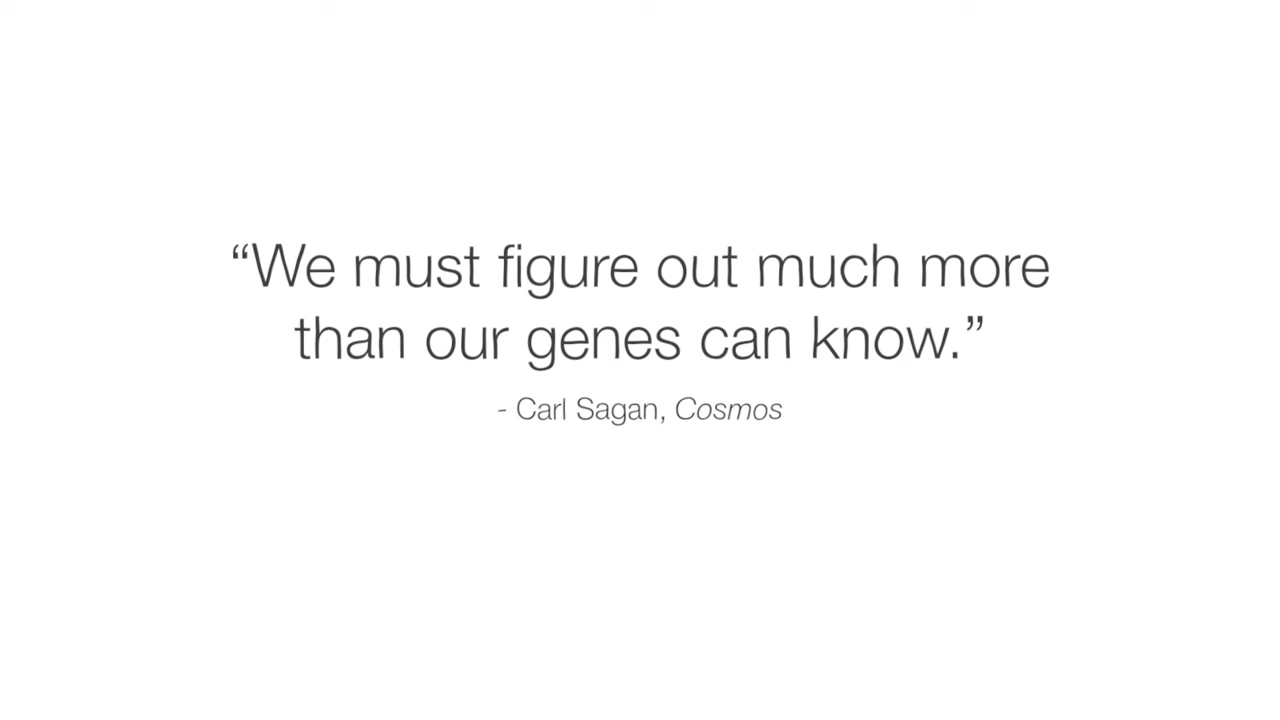 “We must figure out much more
than our genes can know.”
- Carl Sagan, Cosmos